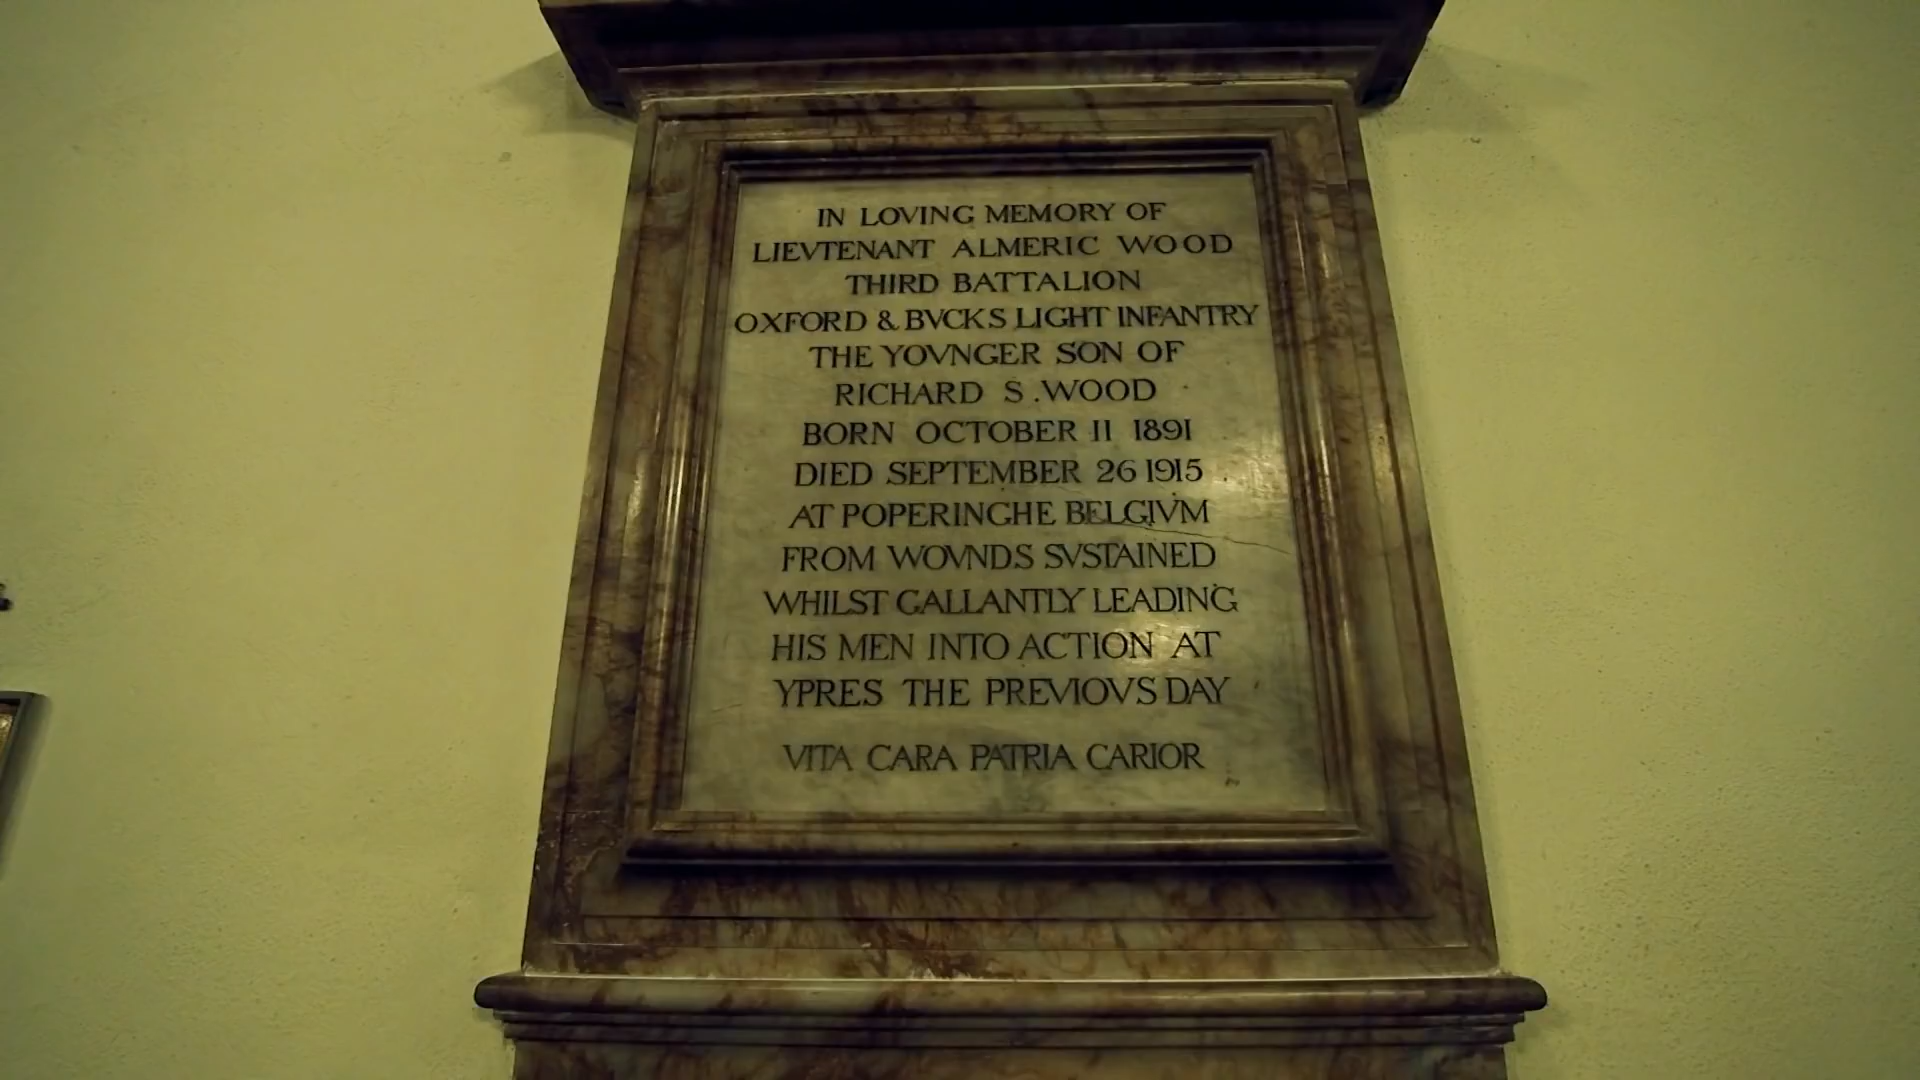 IN LOVING MEMORY OF
LIEVTENANT ALMERIC WOOD
THIRD BATTALION
OXFORD & BVCKS LIGHT INFANTRY
THE YOVNGER SON OF
RICHARD S. WOOD
BORN OCTOBER 11 1891
DIED SEPTEMBER 26 1915
AT POPERINGHE BELGIVM
FROM WOVNDS SVSTAINED
WHILST GALLANTLY LEADING
HIS MEN INTO ACTION AT
YPRES THE PREVIOVS DAY
VITA CARA PATRIA CARIOR